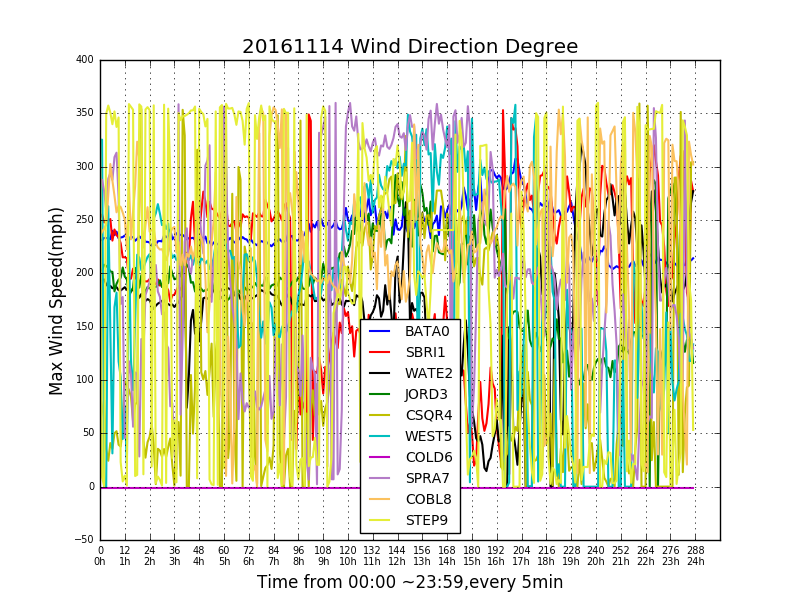 20161114 Wind Direction Degree
Max Wind Speed(mph)
400
350
300
250
200
150
100
50
0
−50
BATA0
SBRI1
WATE2
JORD3
CSQR4
WEST5
COLD6
SPRA7
COBL8
STEP9
0 12 24 36 48 60 72 84 96 108 120 132 144 156 168 180 192 204 216 228 240 252 264 276 288
0h 1h 2h 3h 4h 5h 6h 7h 8h 9h 10h 11h 12h 13h 14h 15h 16h 17h 18h 19h 20h 21h 22h 23h 24h
Time from 00:00 ~23:59,every 5min